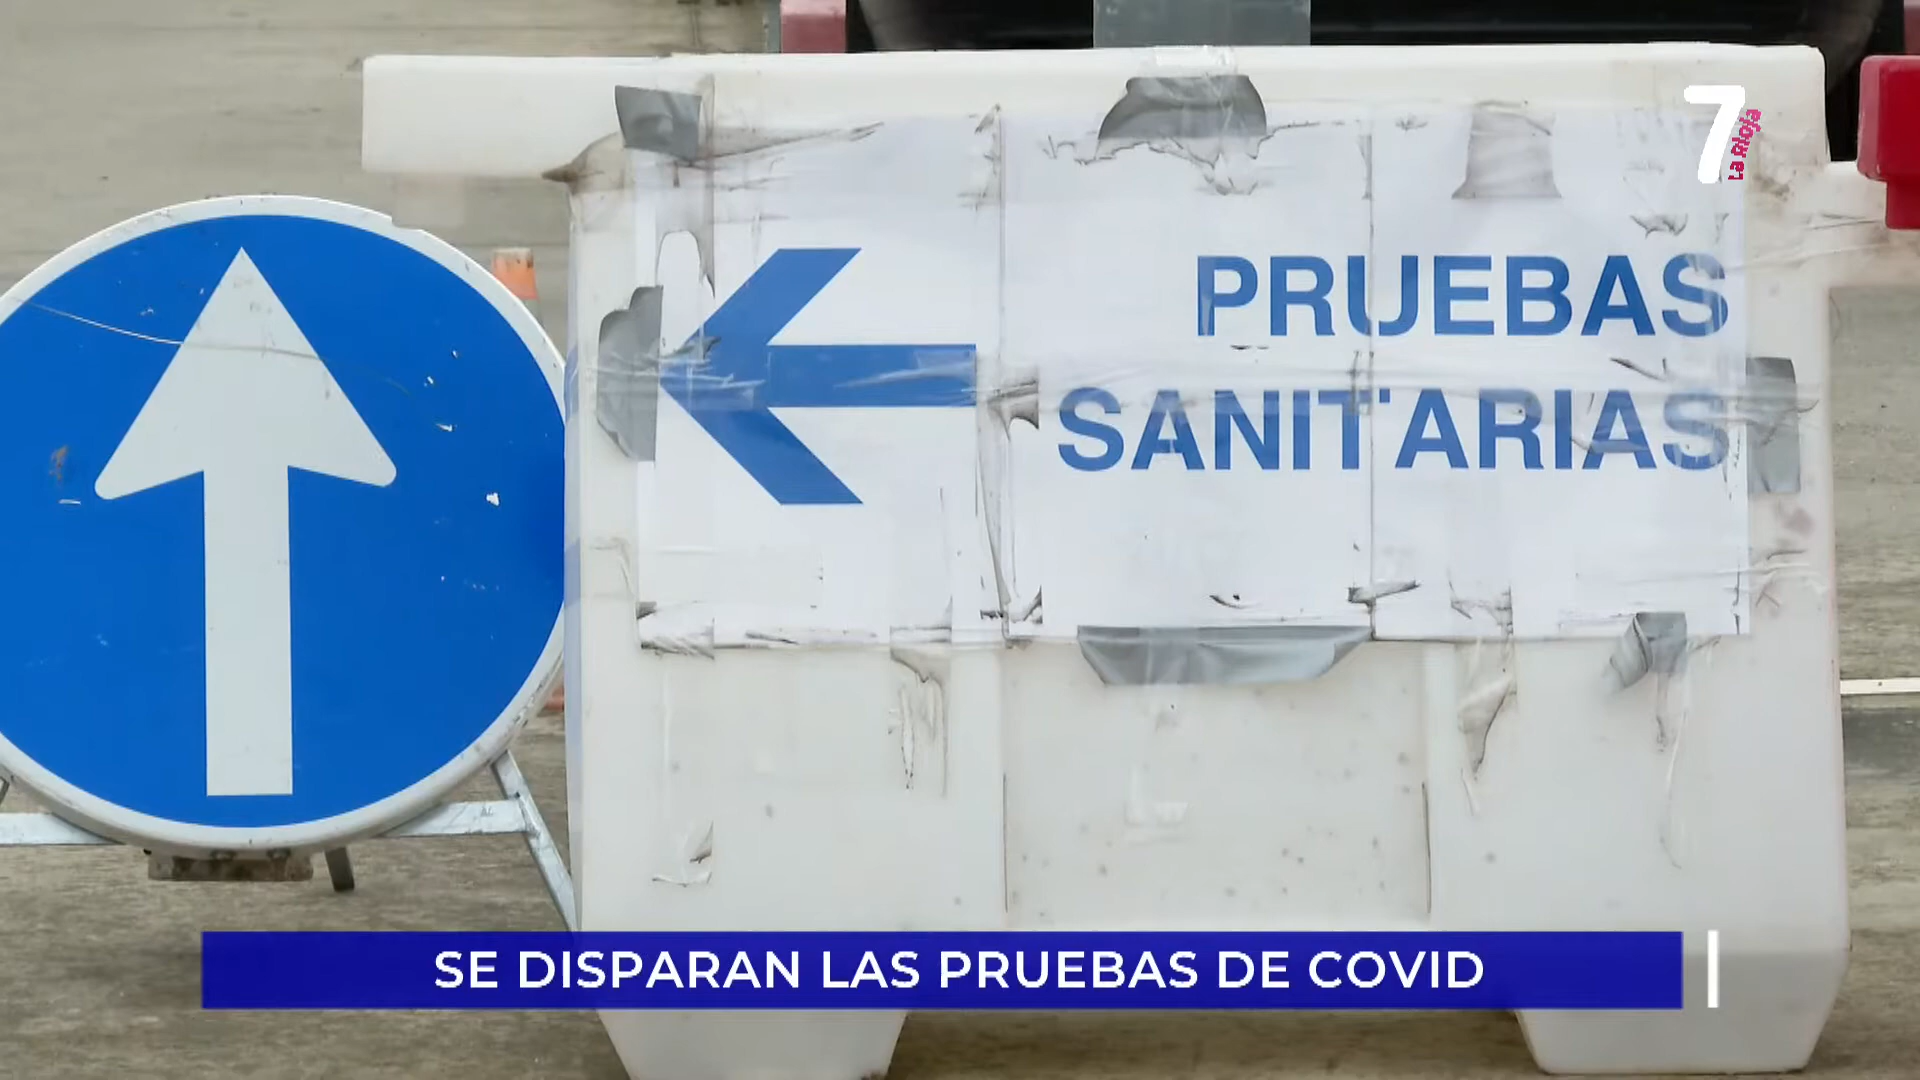 7
La Rioja
PRUEBAS
SANITARIAS
SE DISPARAN LAS PRUEBAS DE COVID